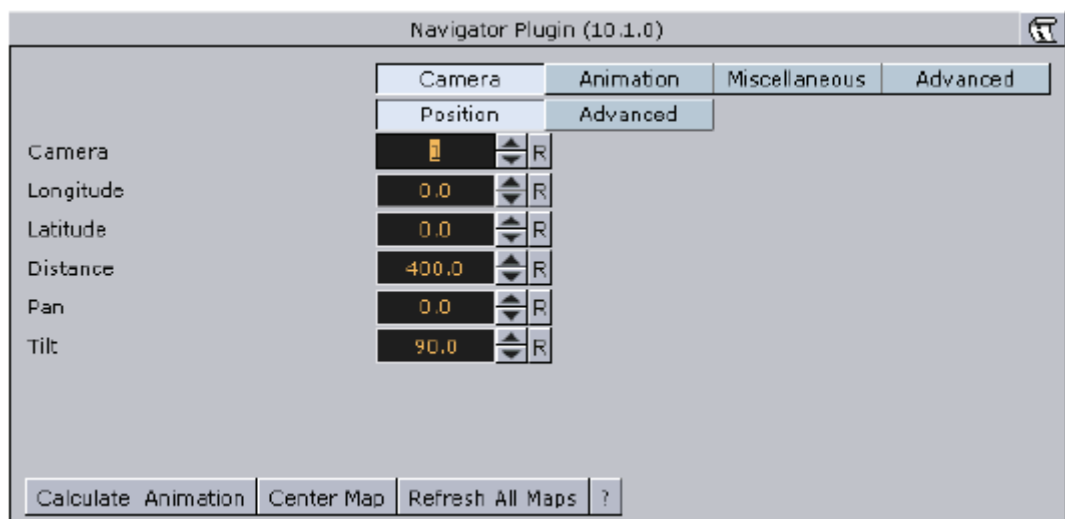 Navigator Plugin (10.1.0)
Camera Animation Miscellaneous Advanced
Position Advanced
Camera 1 R
Longitude 0.0 R
Latitude 0.0 R
Distance 400.0 R
Pan 0.0 R
Tilt 90.0 R
Calculate Animation Center Map Refresh All Maps ?